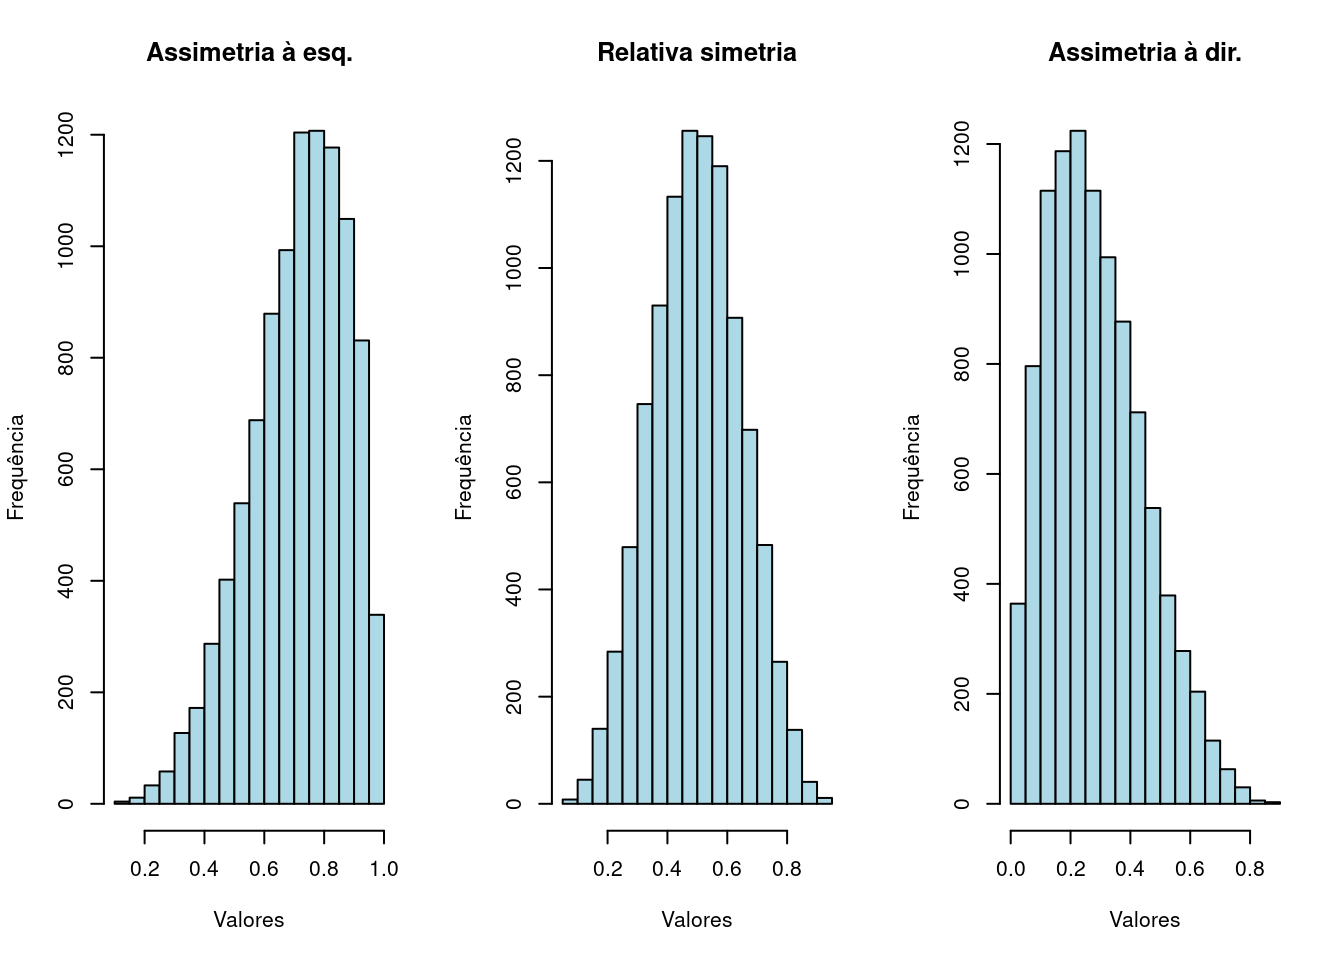 Assimetria à esq.
Frequência
1200
1000
800
600
400
200
0
0.2 0.4 0.6 0.8 1.0
Valores
Relativa simetria
Frequência
1200
1000
800
600
400
200
0
0.2 0.4 0.6 0.8
Valores
Assimetria à dir.
Frequência
1200
1000
800
600
400
200
0
0.0 0.2 0.4 0.6 0.8
Valores